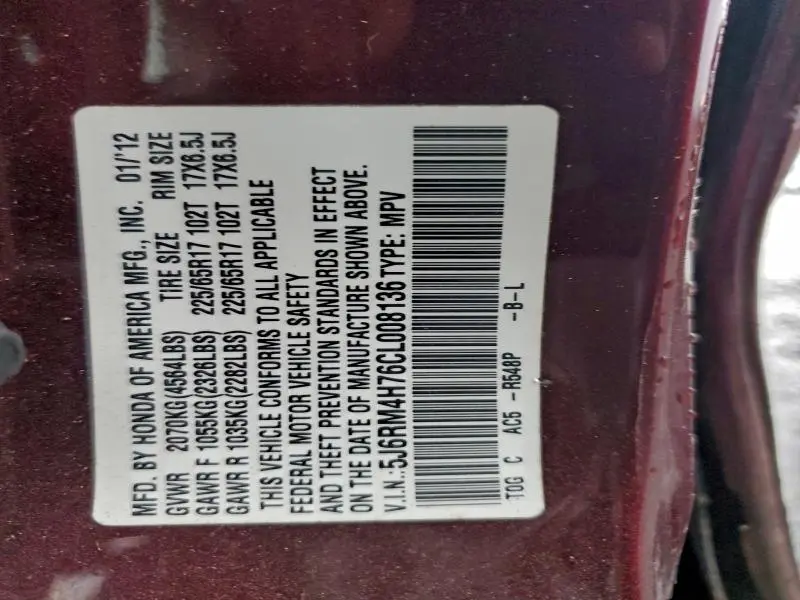 MFD. BY HONDA OF AMERICA MFG., INC. 01/'12
GVWR 2070KG(4564LBS) TIRE SIZE RIM SIZE
GAWR F 1055KG(2326LBS) 225/65R17 102T 17X6.5J
GAWR R 1035KG(2282LBS) 225/65R17 102T 17X6.5J
THIS VEHICLE CONFORMS TO ALL APPLICABLE
FEDERAL MOTOR VEHICLE SAFETY
AND THEFT PREVENTION STANDARDS IN EFFECT
ON THE DATE OF MANUFACTURE SHOWN ABOVE.
V.I.N.:5J6RM4H76CL008136 TYPE: MPV
T0G C AC5 -R548P -B-L